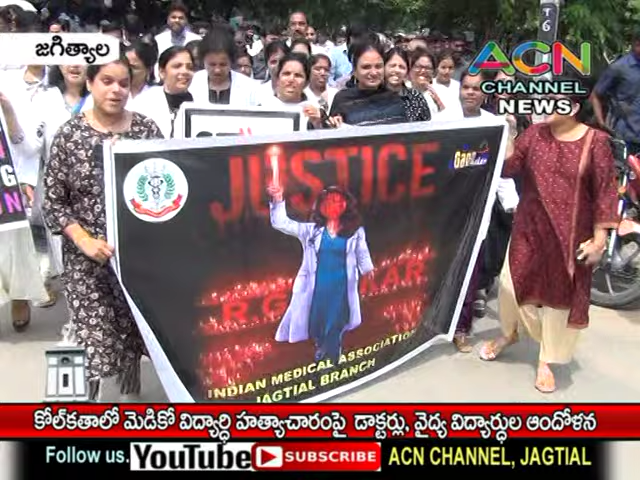 జగిత్యాల
ACN
CHANNEL
NEWS
JUSTICE
R.G KAR
INDIAN MEDICAL ASSOCIATION
JAGTIAL BRANCH
కోల్‌కతాలో మెడికో విద్యార్ధి హత్యాచారంపై డాక్టర్లు, వైద్య విద్యార్ధుల ఆందోళన
Follow us. YouTube SUBSCRIBE ACN CHANNEL, JAGTIAL